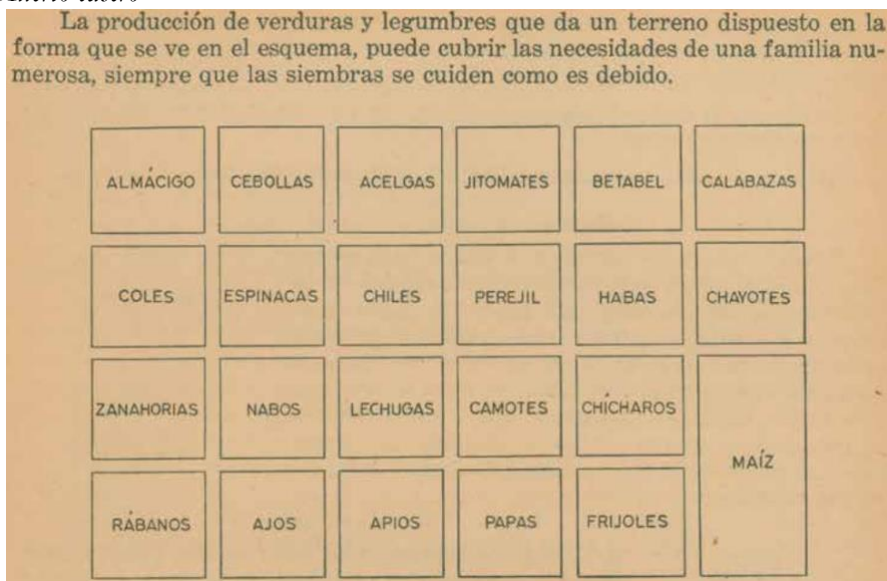 La producción de verduras y legumbres que da un terreno dispuesto en la
forma que se ve en el esquema, puede cubrir las necesidades de una familia nu-
merosa, siempre que las siembras se cuiden como es debido.
ALMÁCIGO CEBOLLAS ACELGAS JITOMATES BETABEL CALABAZAS
COLES ESPINACAS CHILES PEREJIL HABAS CHAYOTES
ZANAHORIAS NABOS LECHUGAS CAMOTES CHÍCHAROS
MAÍZ
RÁBANOS AJOS APIOS PAPAS FRIJOLES